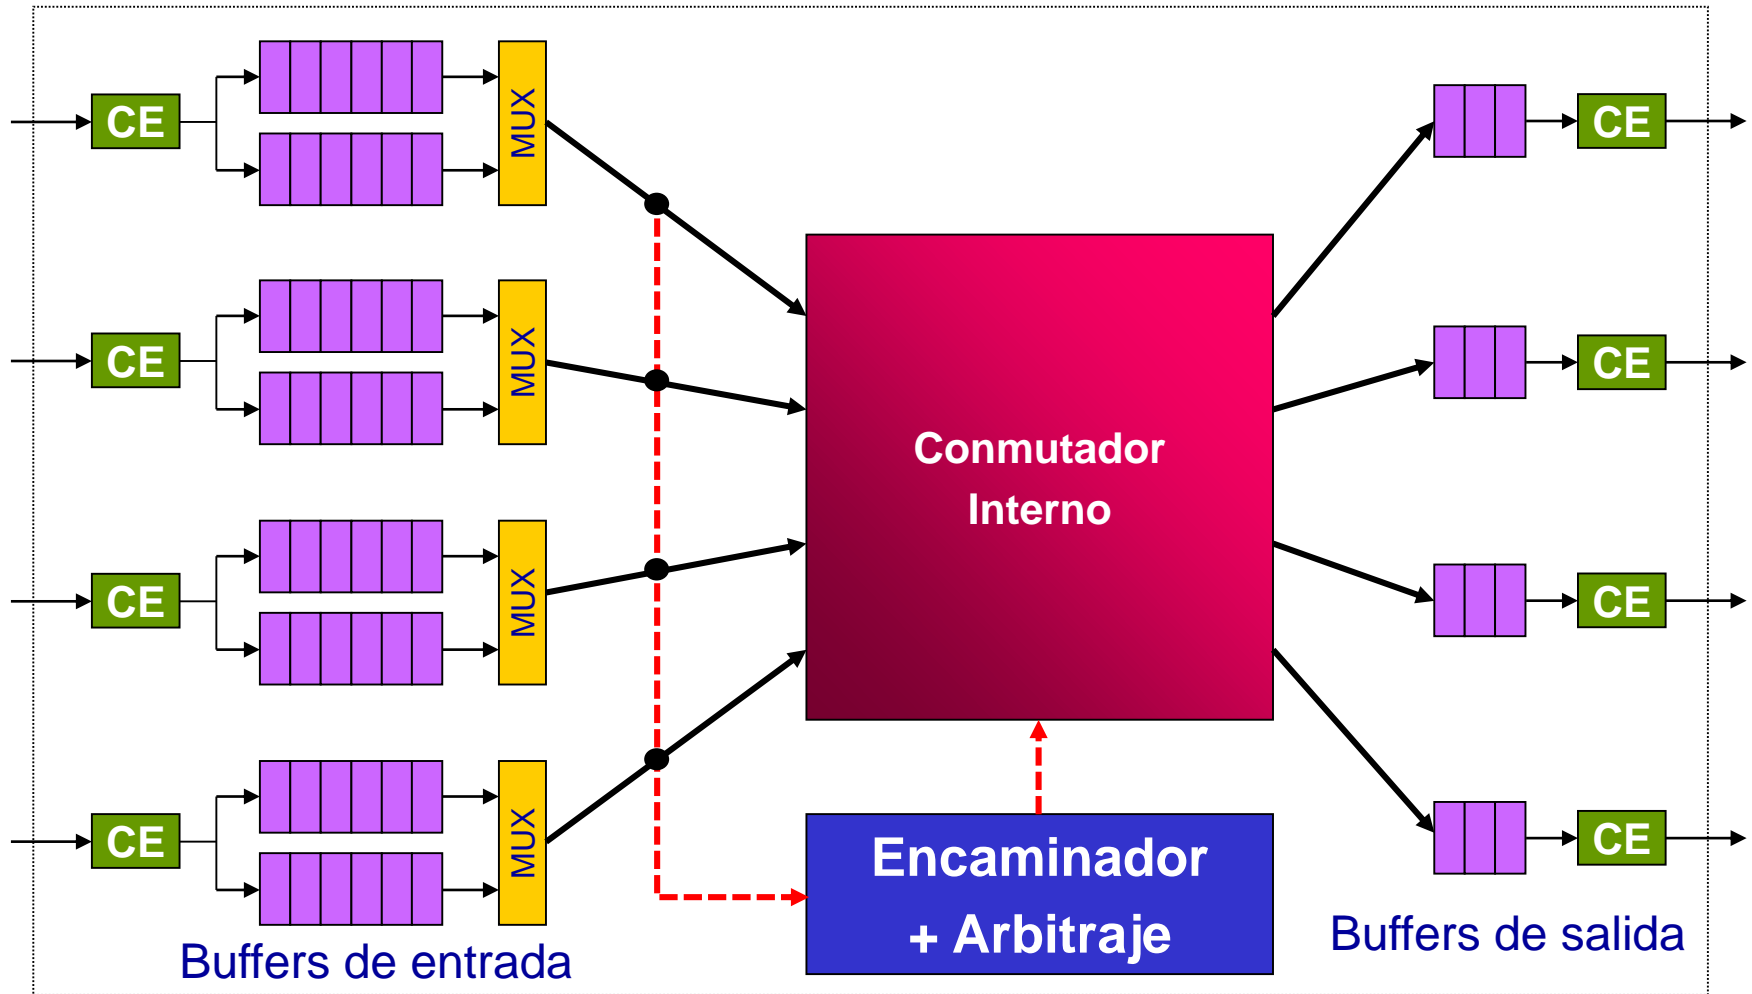 CE
MUX
CE
CE
MUX
CE
Conmutador
Interno
CE
MUX
CE
CE
MUX
CE
Encaminador
+ Arbitraje
Buffers de entrada
Buffers de salida